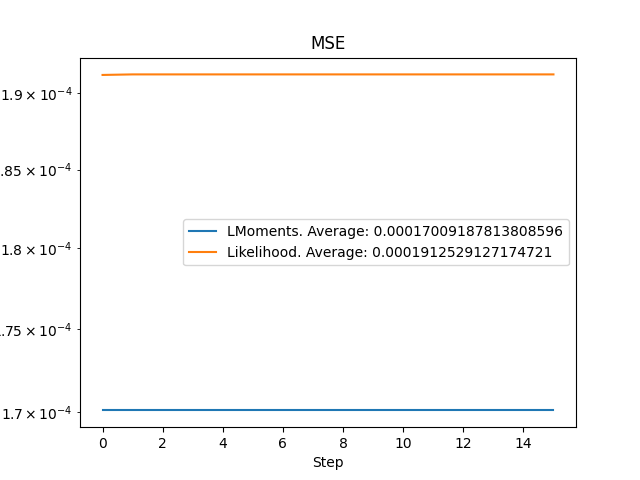 MSE
1.9 × 10⁻⁴
.85 × 10⁻⁴
1.8 × 10⁻⁴
.75 × 10⁻⁴
1.7 × 10⁻⁴
LMoments. Average: 0.00017009187813808596
Likelihood. Average: 0.0001912529127174721
0 2 4 6 8 10 12 14
Step